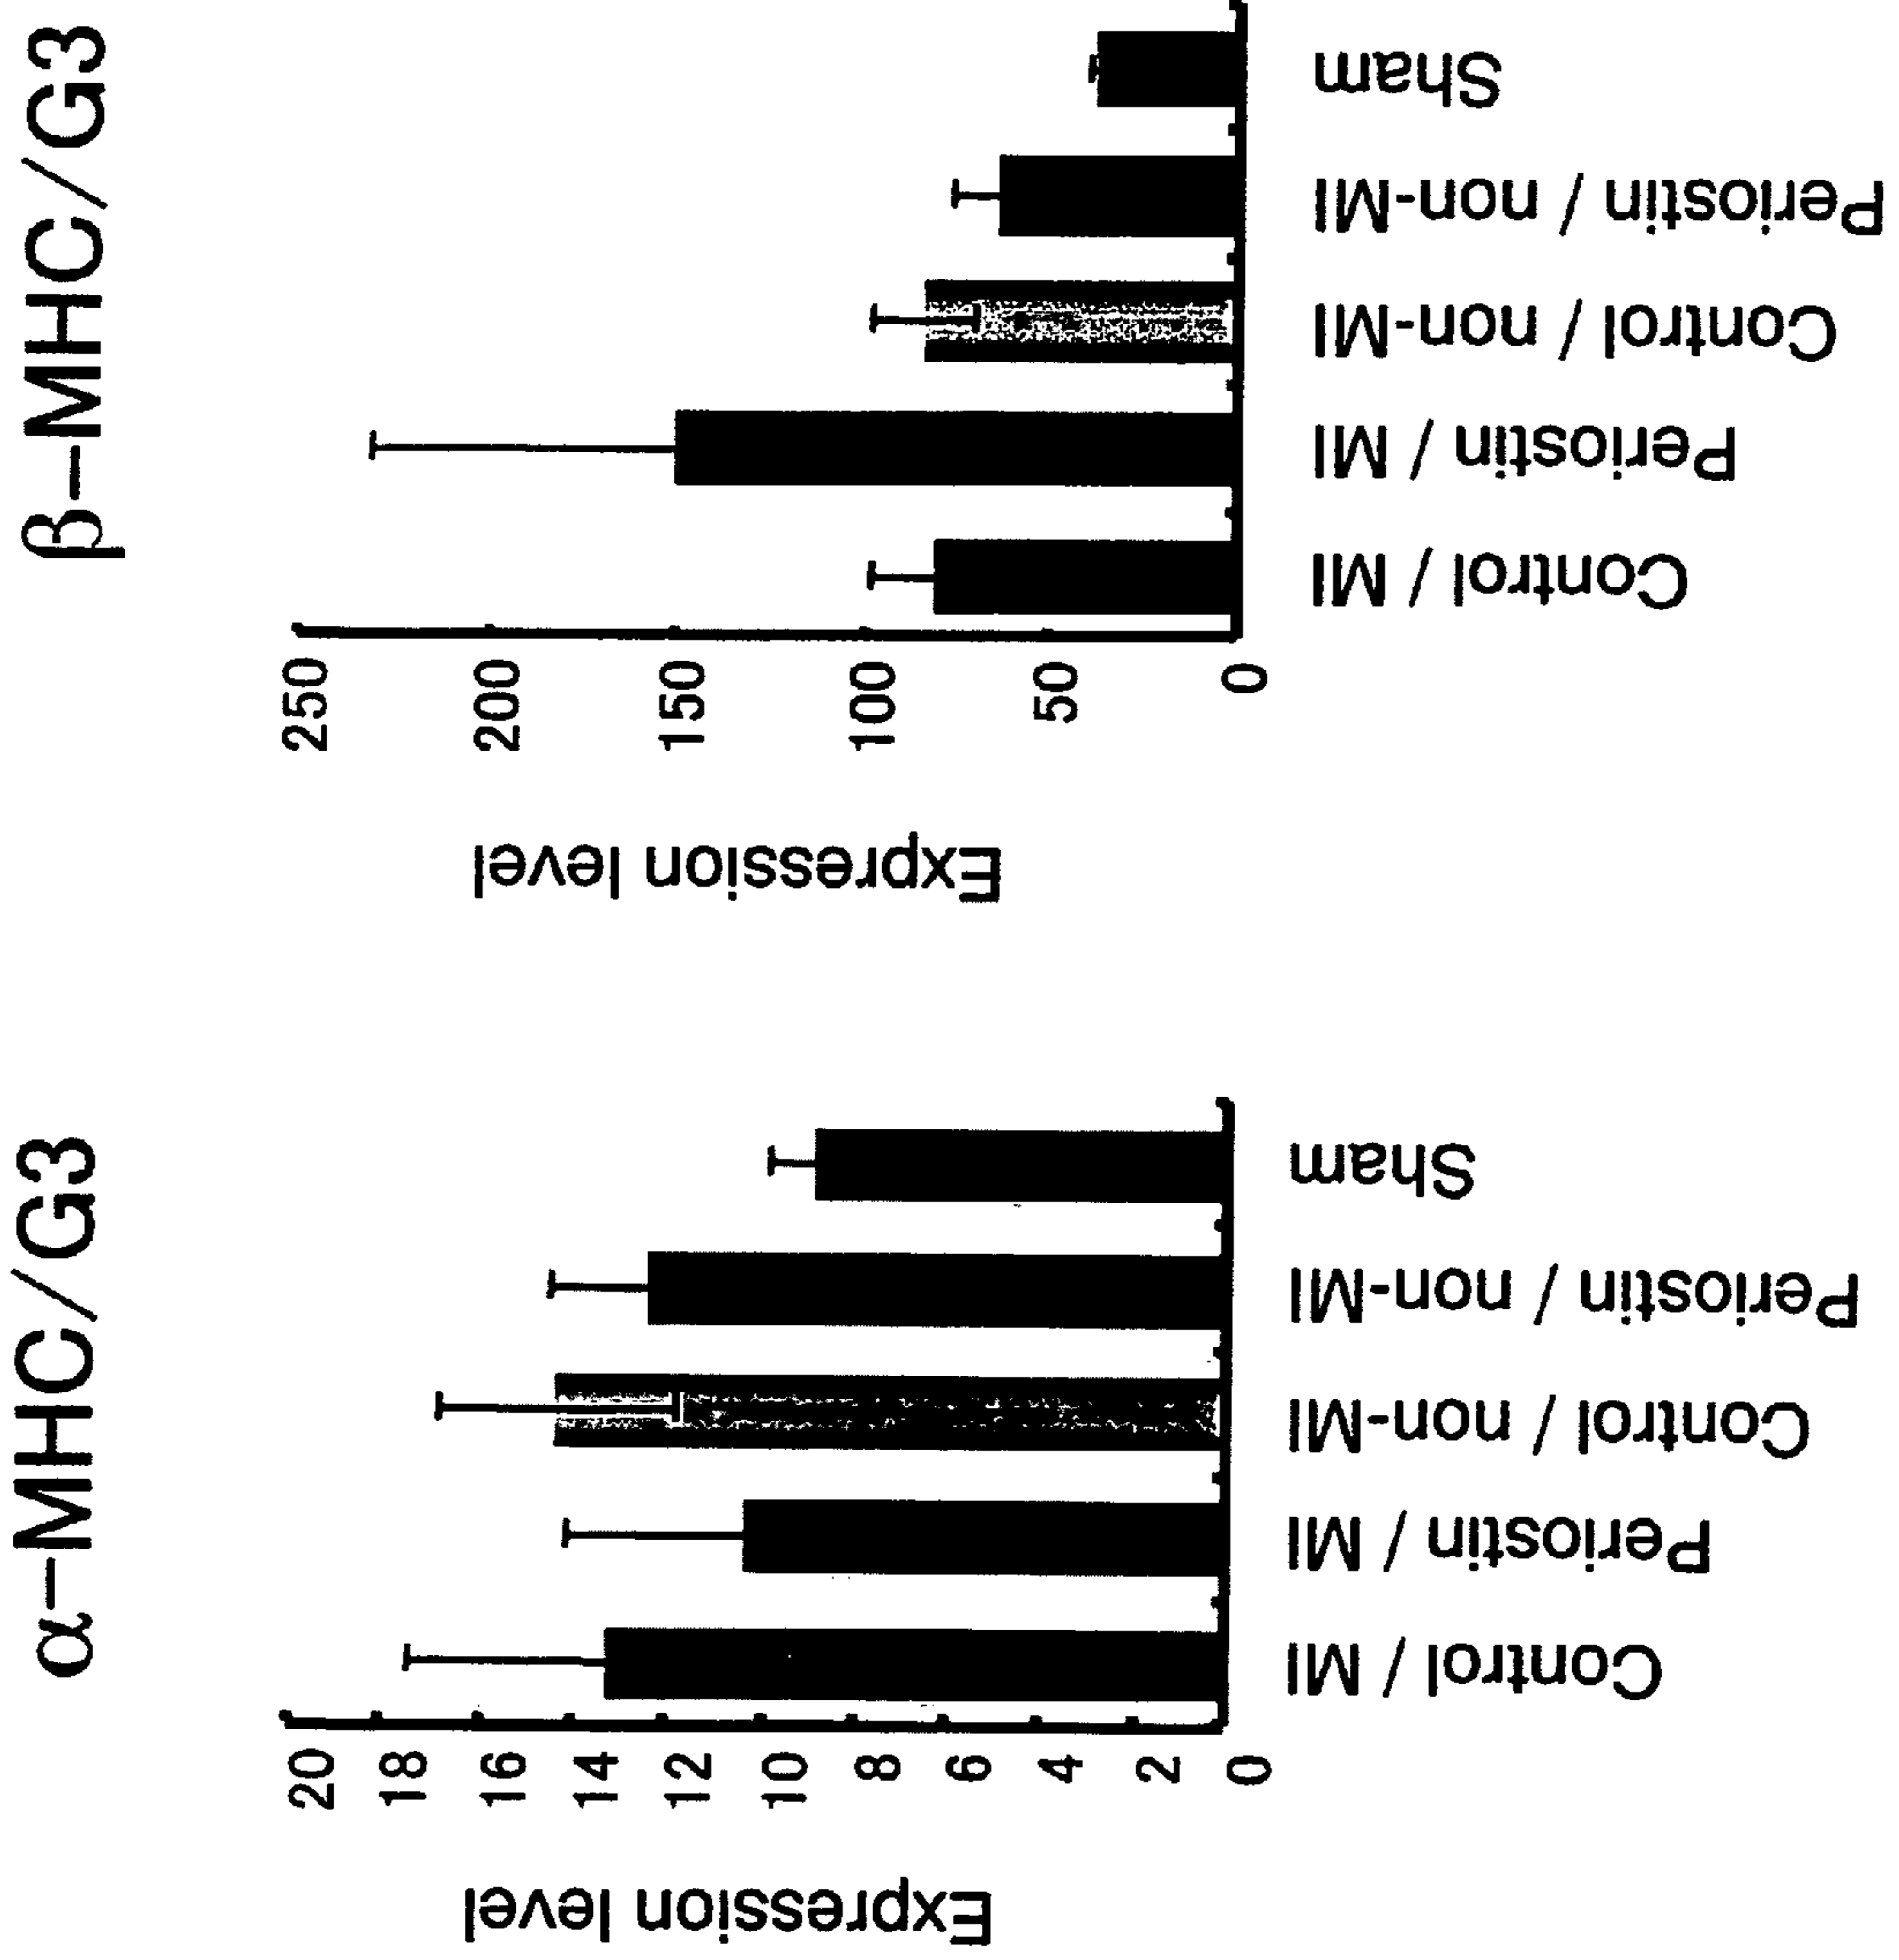 α-MHC/G3
Expression level
20
18
16
14
12
10
8
6
4
2
0
Control / MI
Periostin / MI
Control / non-MI
Periostin / non-MI
Sham
β-MHC/G3
Expression level
250
200
150
100
50
0
Control / MI
Periostin / MI
Control / non-MI
Periostin / non-MI
Sham